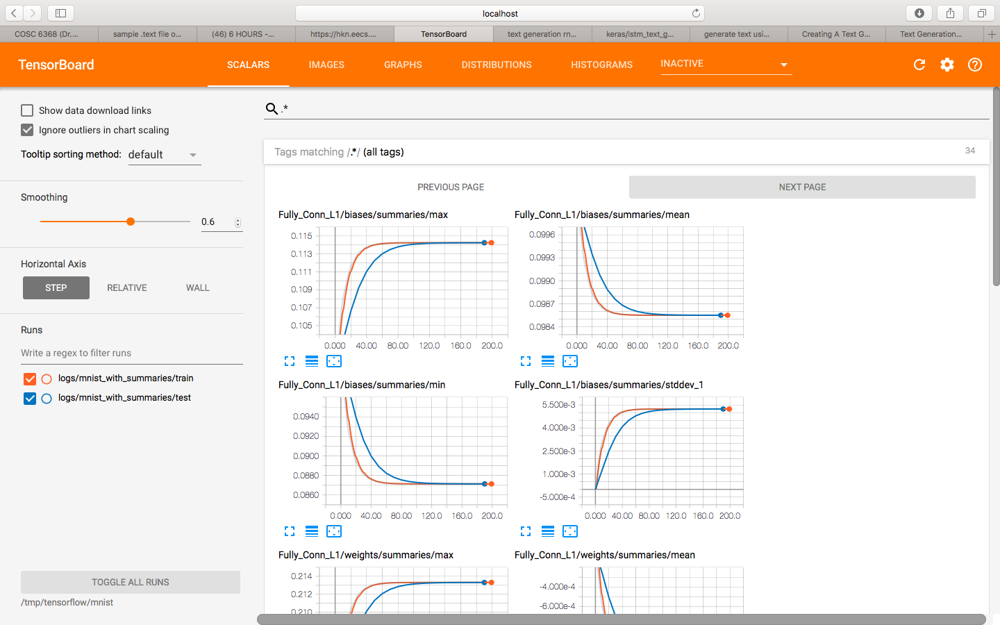 localhost
COSC 6368 (Dr....
sample .text file o...
(46) 6 HOURS -...
https://hkn.eecs....
TensorBoard
text generation rn...
keras/lstm_text_g...
generate text usi...
Creating A Text G...
Text Generation...
TensorBoard
SCALARS
IMAGES
GRAPHS
DISTRIBUTIONS
HISTOGRAMS
INACTIVE
Show data download links
Ignore outliers in chart scaling
Tooltip sorting method: default
Smoothing
0.6
Horizontal Axis
STEP
RELATIVE
WALL
Runs
Write a regex to filter runs
logs/mnist_with_summaries/train
logs/mnist_with_summaries/test
TOGGLE ALL RUNS
/tmp/tensorflow/mnist
.*
Tags matching /.*/ (all tags)
34
PREVIOUS PAGE
NEXT PAGE
Fully_Conn_L1/biases/summaries/max
0.115
0.113
0.111
0.109
0.107
0.105
0.000 40.00 80.00 120.0 160.0 200.0
Fully_Conn_L1/biases/summaries/mean
0.0996
0.0993
0.0990
0.0987
0.0984
0.000 40.00 80.00 120.0 160.0 200.0
Fully_Conn_L1/biases/summaries/min
0.0940
0.0920
0.0900
0.0880
0.0860
0.000 40.00 80.00 120.0 160.0 200.0
Fully_Conn_L1/biases/summaries/stddev_1
5.500e-3
4.000e-3
2.500e-3
1.000e-3
-5.000e-4
0.000 40.00 80.00 120.0 160.0 200.0
Fully_Conn_L1/weights/summaries/max
0.214
0.212
0.210
Fully_Conn_L1/weights/summaries/mean
-4.000e-4
-6.000e-4